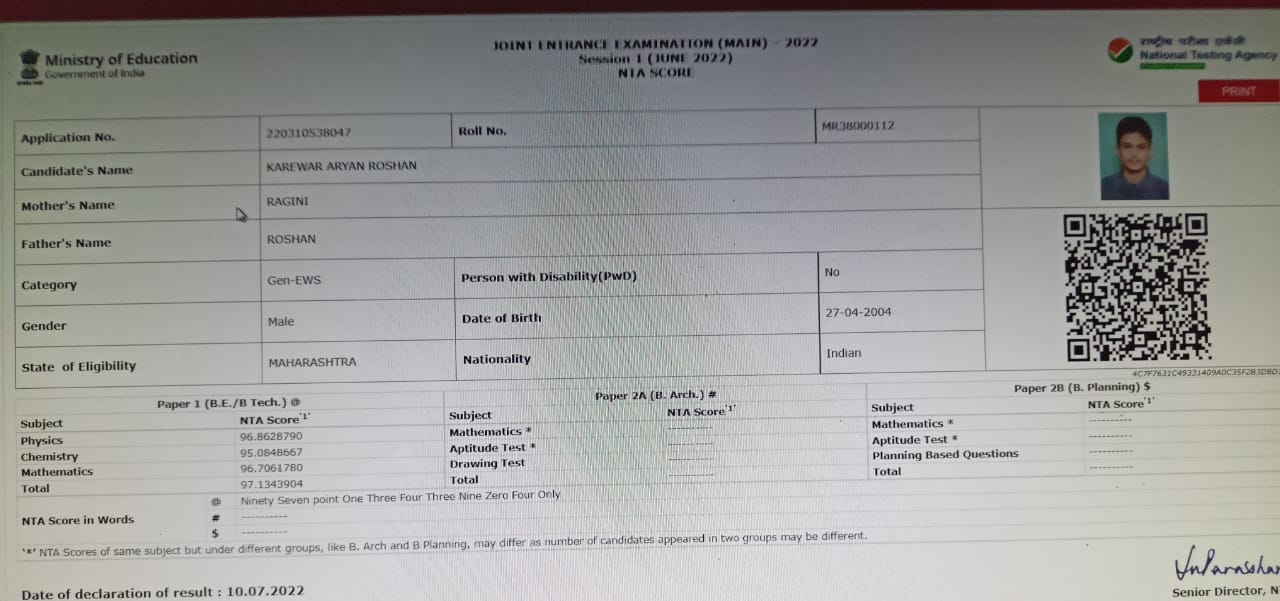 Ministry of Education
Government of India
JOINT ENTRANCE EXAMINATION (MAIN) - 2022
Session 1 (JUNE 2022)
NTA SCORE
राष्ट्रीय परीक्षा एजेंसी
National Testing Agency
PRINT
Application No. 220310538047 Roll No. MR38000112
Candidate's Name KAREWAR ARYAN ROSHAN
Mother's Name RAGINI
Father's Name ROSHAN
Category Gen-EWS Person with Disability(PwD) No
Gender Male Date of Birth 27-04-2004
State of Eligibility MAHARASHTRA Nationality Indian
Paper 1 (B.E./B Tech.) @ Paper 2A (B. Arch.) # Paper 2B (B. Planning) $
Subject NTA Score'1' Subject NTA Score'1' Subject NTA Score'1'
Physics 96.8628790 Mathematics * ---------- Mathematics * ----------
Chemistry 95.0848667 Aptitude Test * ---------- Aptitude Test * ----------
Mathematics 96.7061780 Drawing Test ---------- Planning Based Questions ----------
Total 97.1343904 Total ---------- Total ----------
NTA Score in Words @ Ninety Seven point One Three Four Three Nine Zero Four Only
# ----------
$ ----------
'*' NTA Scores of same subject but under different groups, like B. Arch and B Planning, may differ as number of candidates appeared in two groups may be different.
Date of declaration of result : 10.07.2022
Senior Director, N